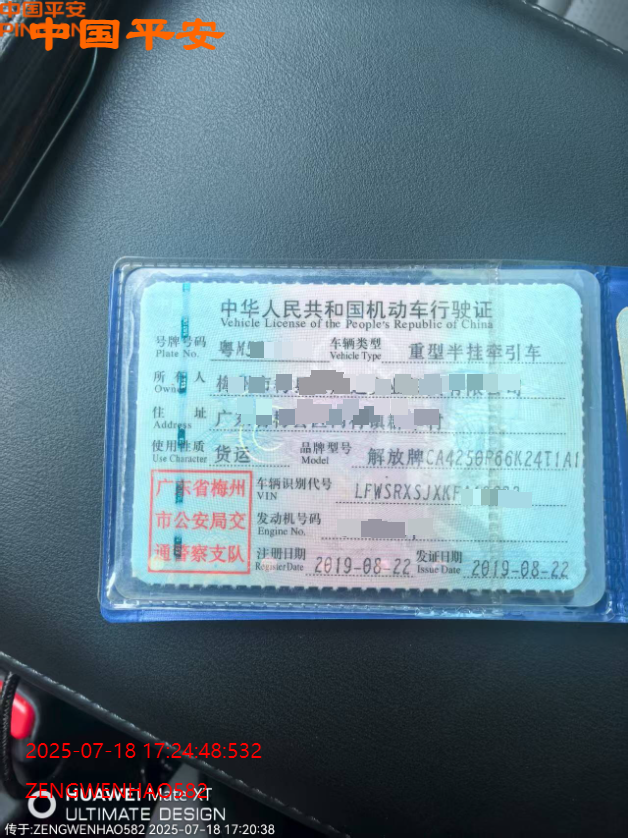 中国平安
PIN
中国平安
中华人民共和国机动车行驶证
Vehicle License of the People's Republic of China
号牌号码 粤M5 车辆类型 重型半挂牵引车
Plate No. Vehicle Type
所有人
Owner
住址 广
Address 村
使用性质 货运 品牌型号 解放牌CA4250P66K24T1A1
Use Character Model
广东省梅州
市公安局交
通警察支队
车辆识别代号 LFWSRXSJXKF
VIN
发动机号码
Engine No.
注册日期 2019-08-22 发证日期 2019-08-22
Register Date Issue Date
2025-07-18 17:24:48:532
ZENGWENHAO582
HUAWEI Mate XT
ULTIMATE DESIGN
传于:ZENGWENHAO582 2025-07-18 17:20:38